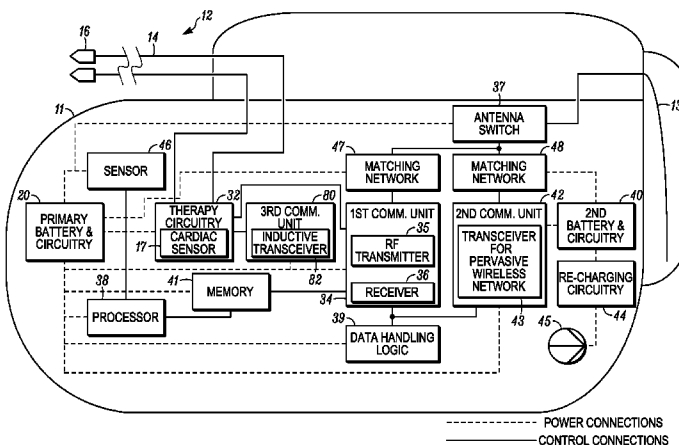 12
16
14
11
37
13
ANTENNA
SWITCH
46
47
48
SENSOR
MATCHING
NETWORK
MATCHING
NETWORK
20
32
80
42
40
PRIMARY
BATTERY &
CIRCUITRY
THERAPY
CIRCUITRY
17
CARDIAC
SENSOR
3RD COMM.
UNIT
INDUCTIVE
TRANSCEIVER
82
1ST COMM. UNIT
35
RF
TRANSMITTER
36
RECEIVER
34
2ND COMM. UNIT
TRANSCEIVER
FOR
PERVASIVE
WIRELESS
NETWORK
43
2ND
BATTERY &
CIRCUITRY
RE-CHARGING
CIRCUITRY
44
38
PROCESSOR
41
MEMORY
39
DATA HANDLING
LOGIC
45
POWER CONNECTIONS
CONTROL CONNECTIONS